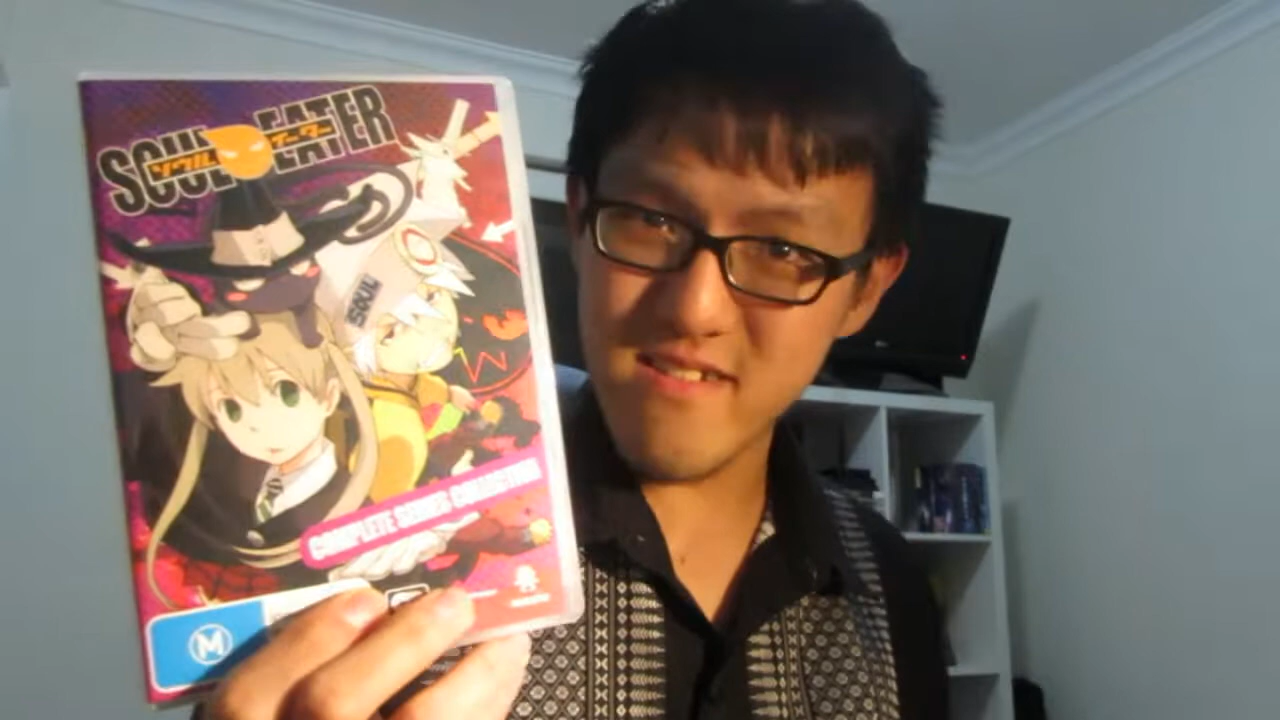 SOUL EATER
ソウルイーター
SOUL
COMPLETE SERIES COLLECTION
M